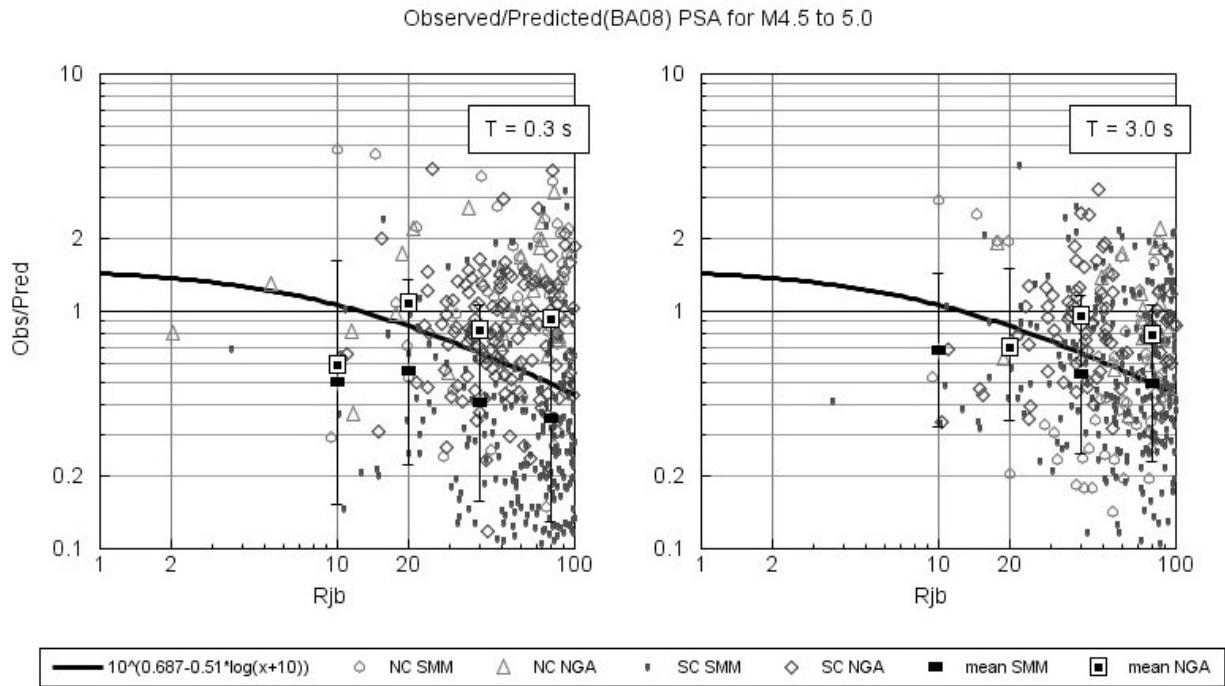 Observed/Predicted(BA08) PSA for M4.5 to 5.0
10
2
1
0.2
0.1
Obs/Pred
T = 0.3 s
1
2
10
20
100
Rjb
10
2
1
0.2
0.1
T = 3.0 s
1
2
10
20
100
Rjb
10^(0.687-0.51*log(x+10))
NC SMM
NC NGA
SC SMM
SC NGA
mean SMM
mean NGA